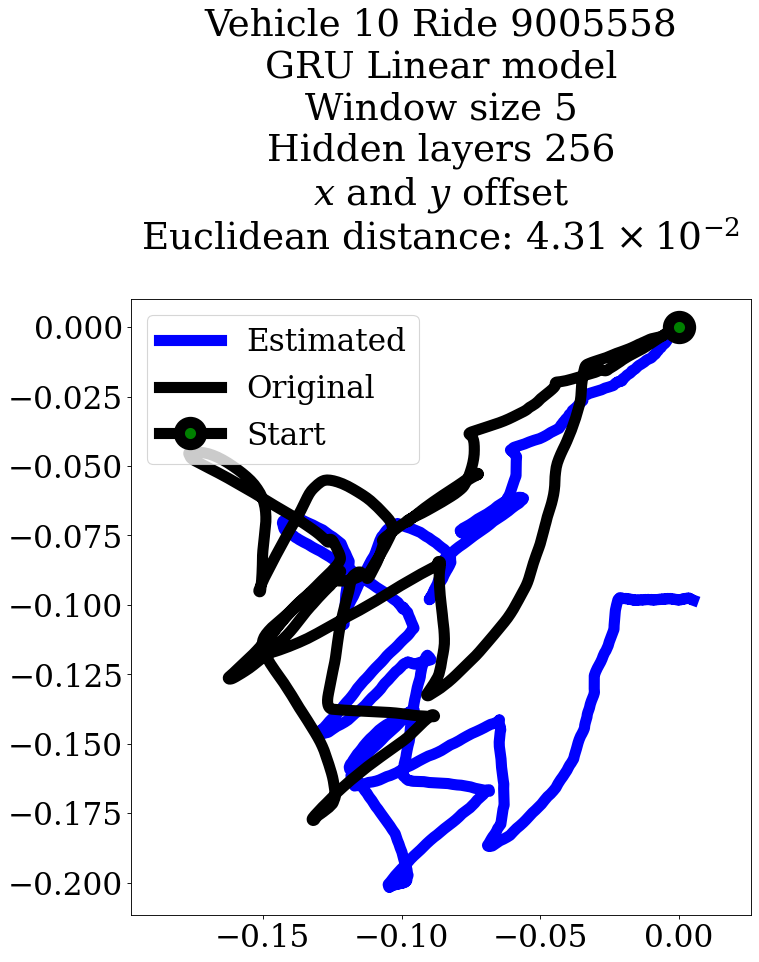 Vehicle 10 Ride 9005558
GRU Linear model
Window size 5
Hidden layers 256
x and y offset
Euclidean distance: 4.31 × 10⁻²
Estimated
Original
Start
0.000
−0.025
−0.050
−0.075
−0.100
−0.125
−0.150
−0.175
−0.200
−0.15 −0.10 −0.05 0.00